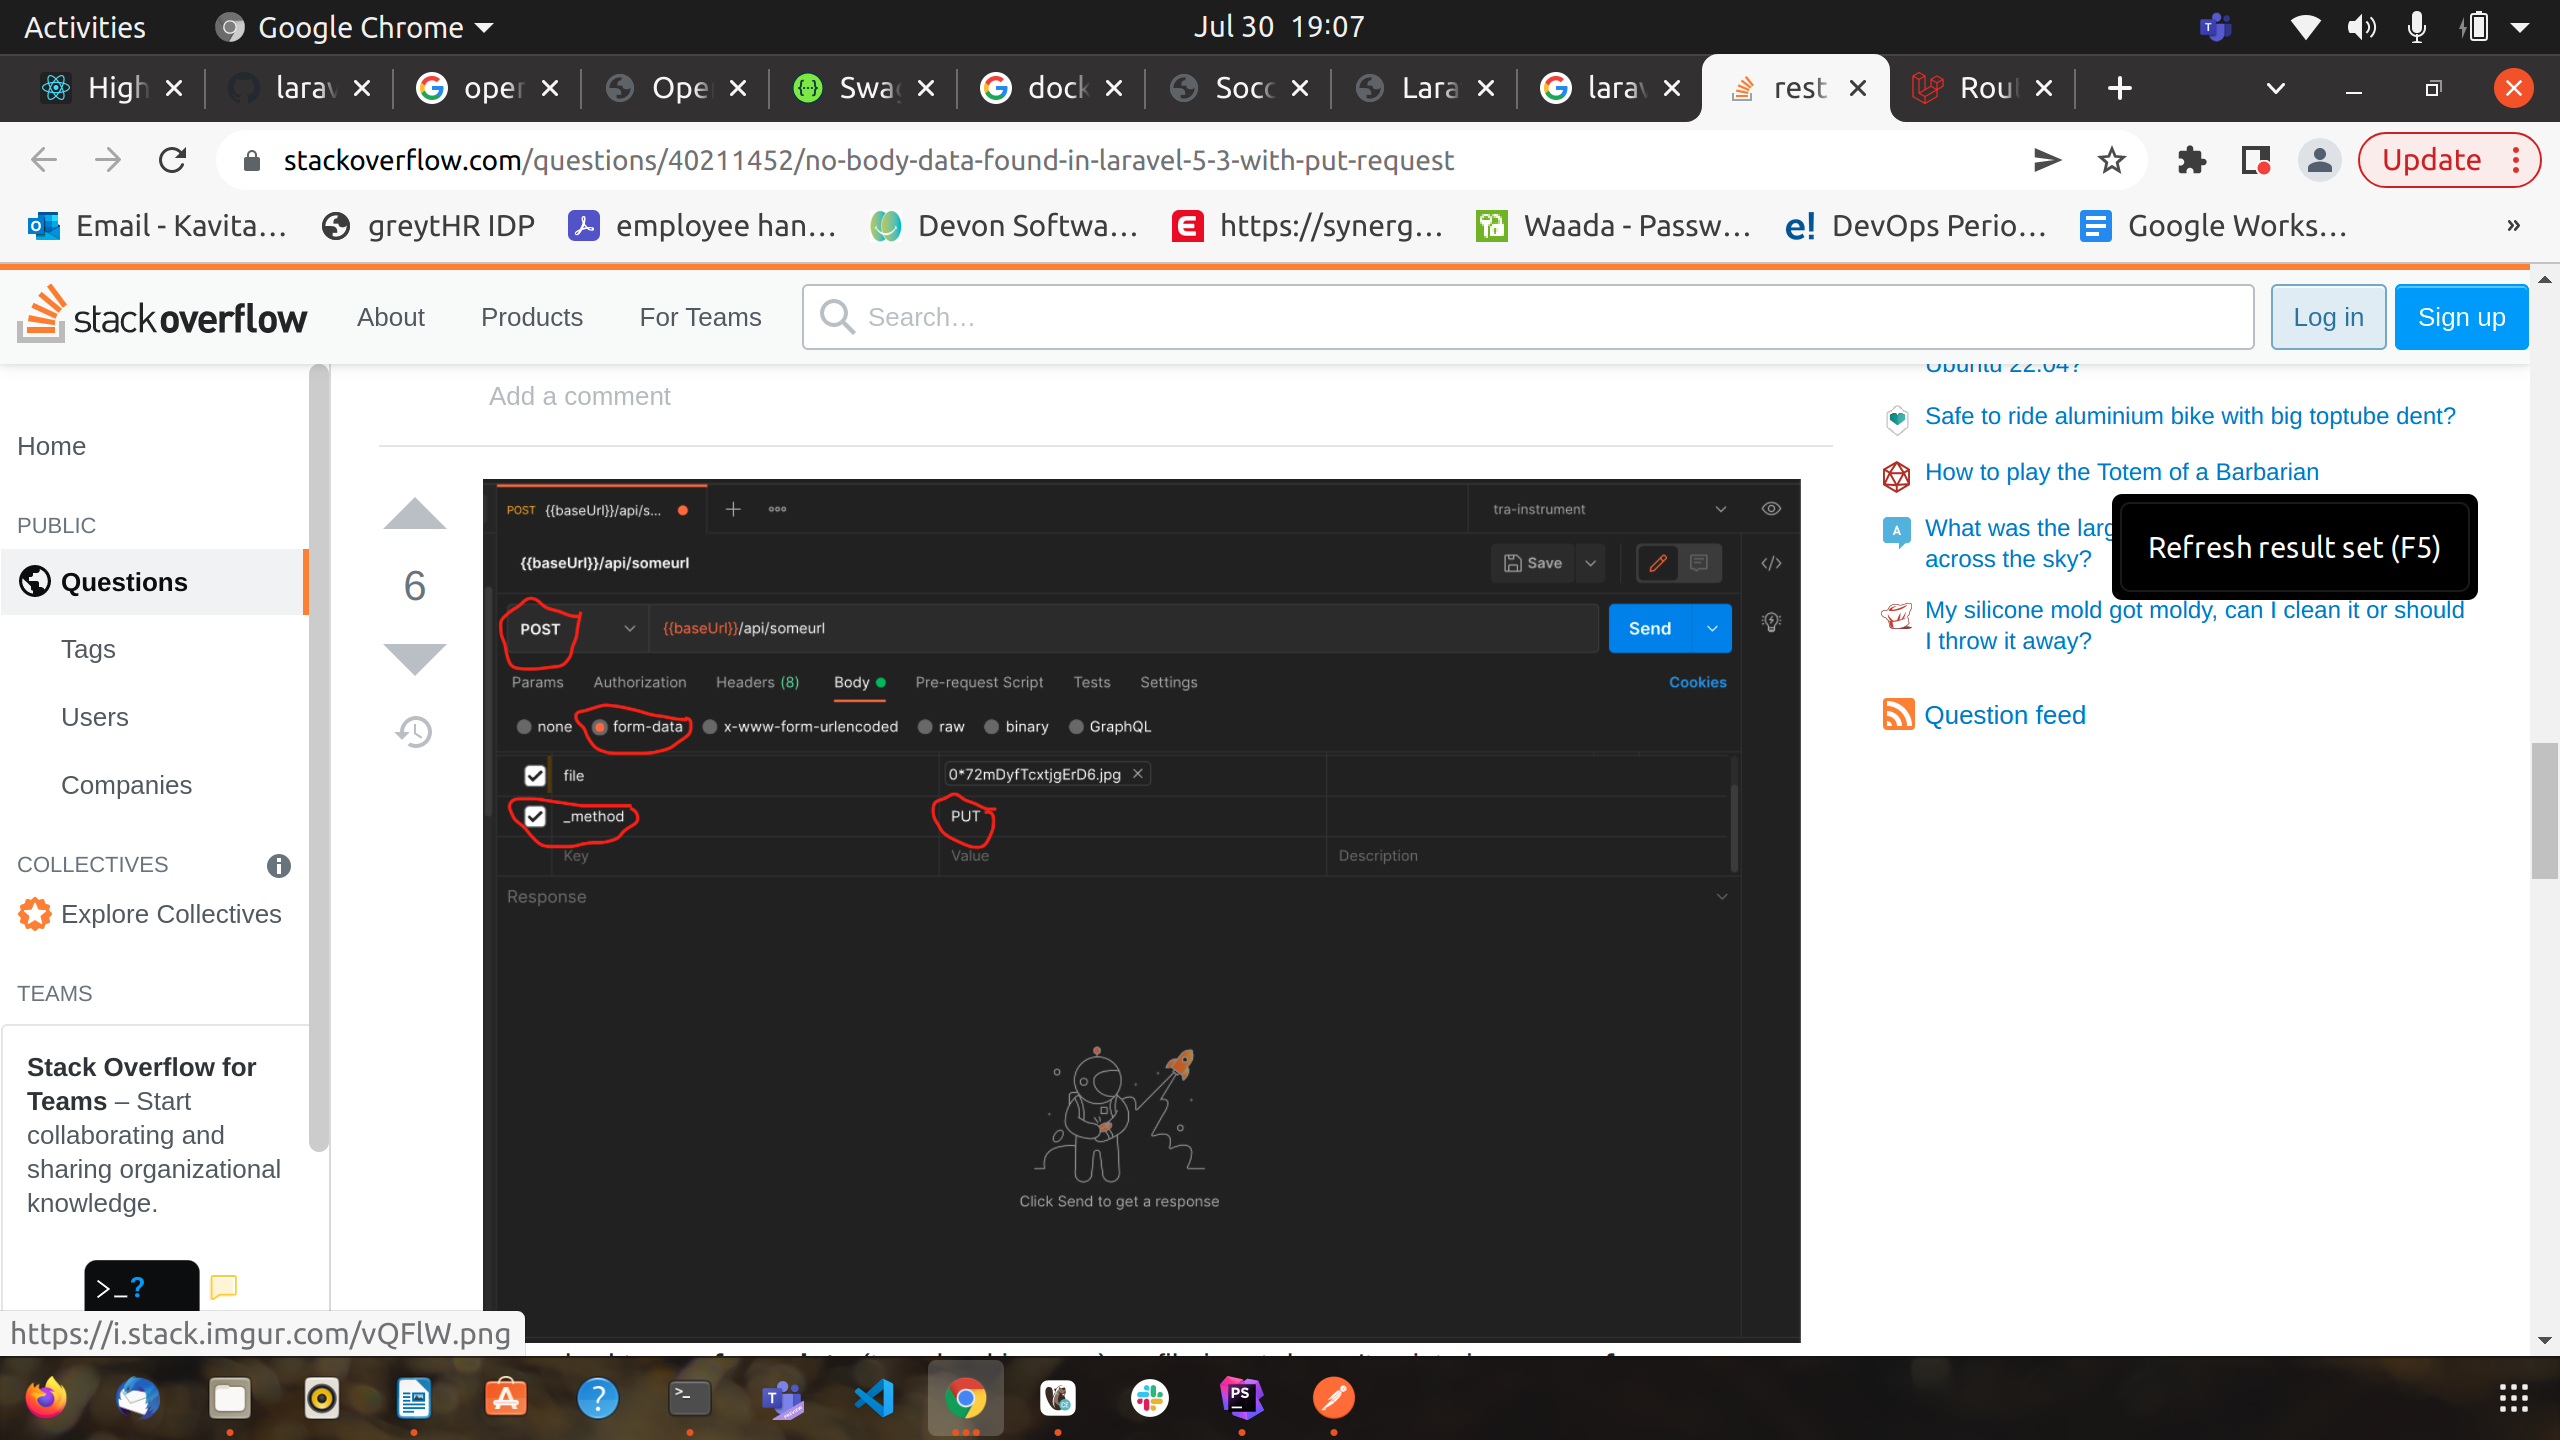 Activities
Google Chrome
Jul 30 19:07
High
larav
oper
Ope
Swag
dock
Socc
Lara
larav
rest
Rout
stackoverflow.com/questions/40211452/no-body-data-found-in-laravel-5-3-with-put-request
Update
Email - Kavita…
greytHR IDP
employee han…
Devon Softwa…
https://synerg…
Waada - Passw…
DevOps Perio…
Google Works…
»
stackoverflow
About
Products
For Teams
Search…
Log in
Sign up
Home
PUBLIC
Questions
Tags
Users
Companies
COLLECTIVES
Explore Collectives
TEAMS
Stack Overflow for
Teams – Start
collaborating and
sharing organizational
knowledge.
>_?
https://i.stack.imgur.com/vQFlW.png
Add a comment
6
POST {{baseUrl}}/api/s...
tra-instrument
{{baseUrl}}/api/someurl
Save
POST
{{baseUrl}}/api/someurl
Send
Params
Authorization
Headers (8)
Body
Pre-request Script
Tests
Settings
Cookies
none
form-data
x-www-form-urlencoded
raw
binary
GraphQL
file
0*72mDyfTcxtjgErD6.jpg
_method
PUT
Key
Value
Description
Response
Click Send to get a response
Ubuntu 22.04?
Safe to ride aluminium bike with big toptube dent?
How to play the Totem of a Barbarian
What was the larg
across the sky?
Refresh result set (F5)
My silicone mold got moldy, can I clean it or should
I throw it away?
Question feed